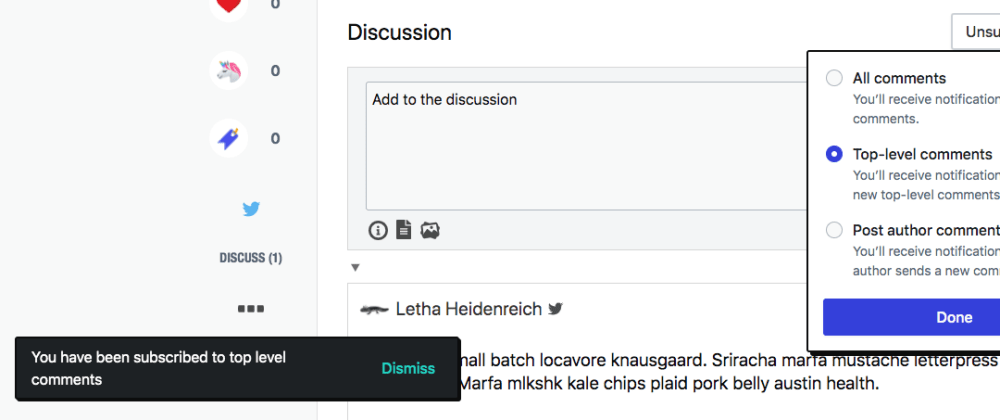 0
0
0
DISCUSS (1)
Discussion
Unsu
Add to the discussion
All comments
You'll receive notification
comments.
Top-level comments
You'll receive notification
new top-level comments
Post author comment
You'll receive notification
author sends a new com
Done
Letha Heidenreich
mall batch locavore knausgaard. Sriracha marfa mustache letterpress
Marfa mlkshk kale chips plaid pork belly austin health.
You have been subscribed to top level
comments
Dismiss